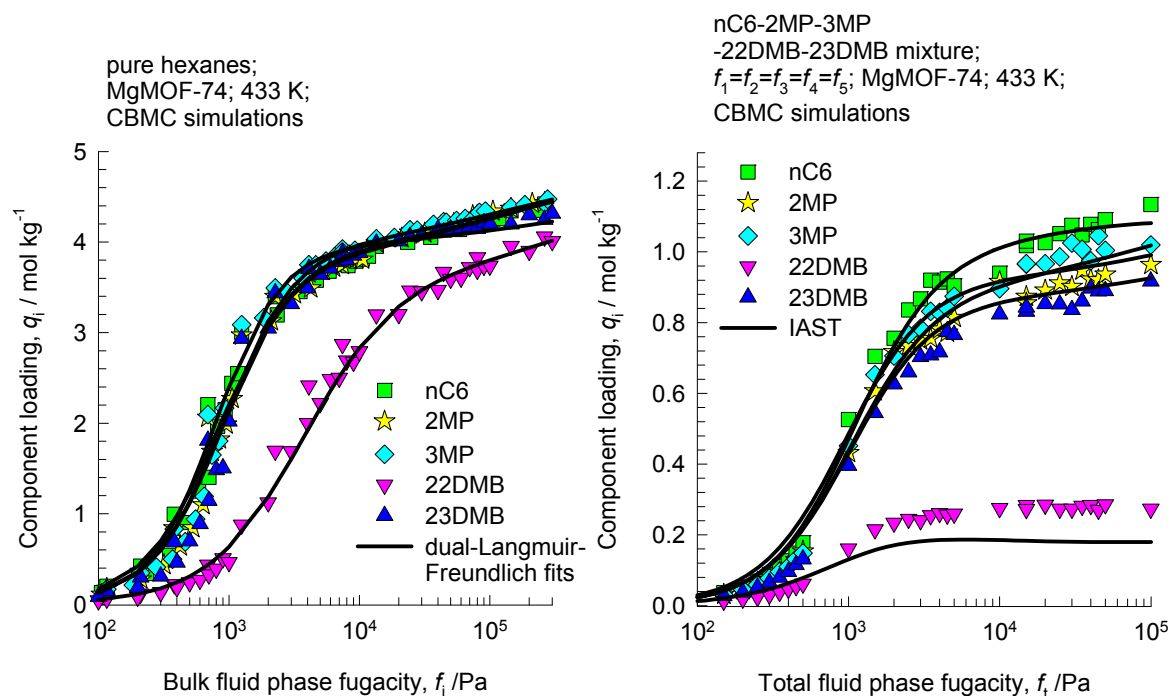 pure hexanes;
MgMOF-74; 433 K;
CBMC simulations
Component loading, qi / mol kg-1
5
4
3
2
1
0
nC6
2MP
3MP
22DMB
23DMB
dual-Langmuir-
Freundlich fits
10² 10³ 10⁴ 10⁵
Bulk fluid phase fugacity, fi /Pa
nC6-2MP-3MP
-22DMB-23DMB mixture;
f1=f2=f3=f4=f5; MgMOF-74; 433 K;
CBMC simulations
Component loading, qi / mol kg-1
1.2
1.0
0.8
0.6
0.4
0.2
0.0
nC6
2MP
3MP
22DMB
23DMB
IAST
10² 10³ 10⁴ 10⁵
Total fluid phase fugacity, ft /Pa